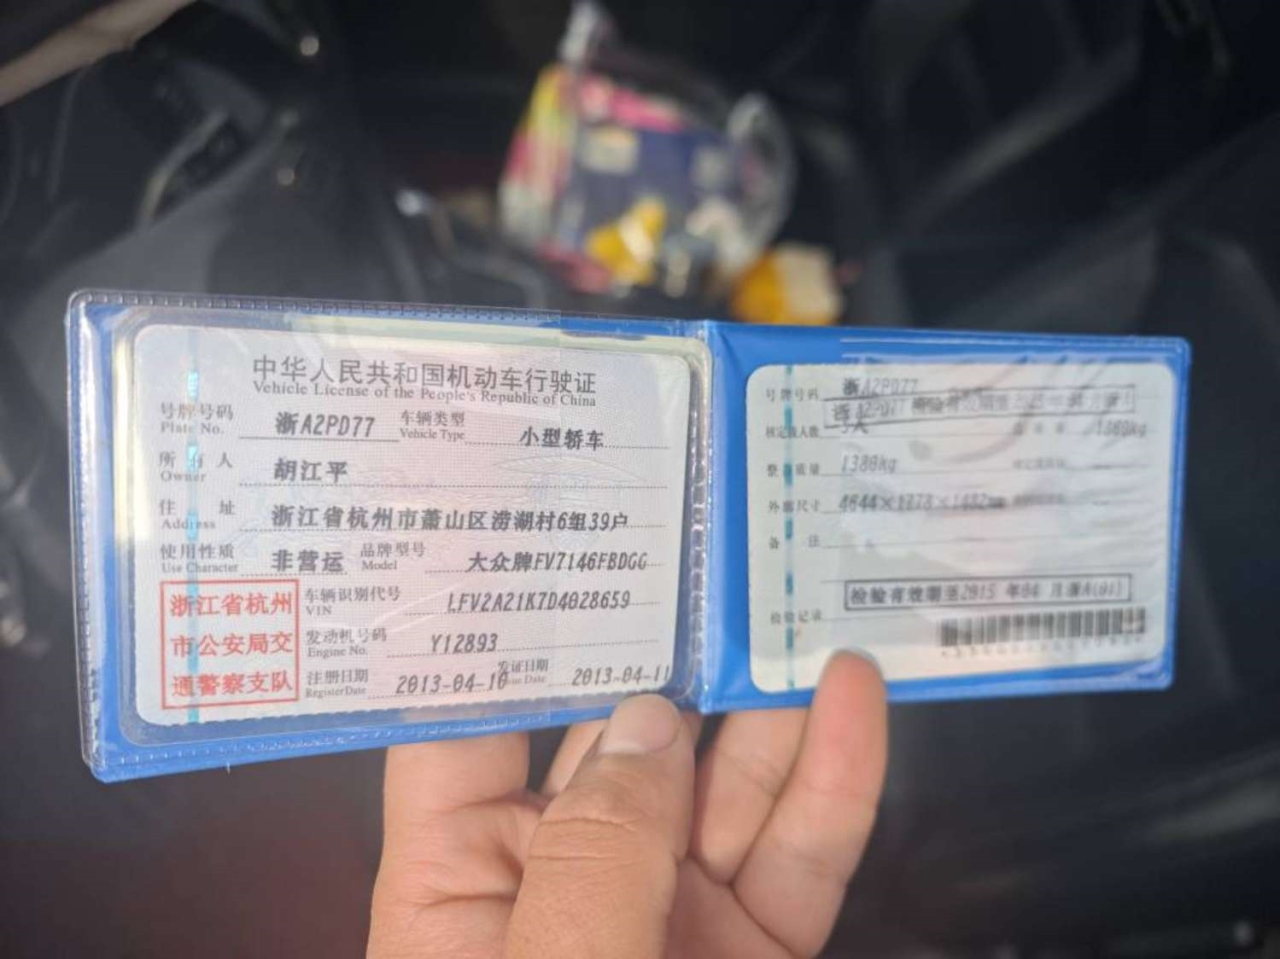 中华人民共和国机动车行驶证
Vehicle License of the People's Republic of China
号牌号码 浙A2PD77 车辆类型 小型轿车
Plate No. Vehicle Type
所有人 胡江平
Owner
住址 浙江省杭州市萧山区涝湖村6组39户
Address
使用性质 非营运 品牌型号 大众牌FV7146FBDGG
Use Character Model
浙江省杭州
市公安局交
通警察支队
车辆识别代号 LFV2A21K7D4028659
VIN
发动机号码 Y12893
Engine No.
注册日期 2013-04-10 发证日期 2013-04-11
Register Date
号牌号码 浙A2PD77
核定载人数 5人
整备质量 1380kg
外廓尺寸 4644×1778×1482mm
备注
检验记录
检验有效期至2015年04月浙A(01)